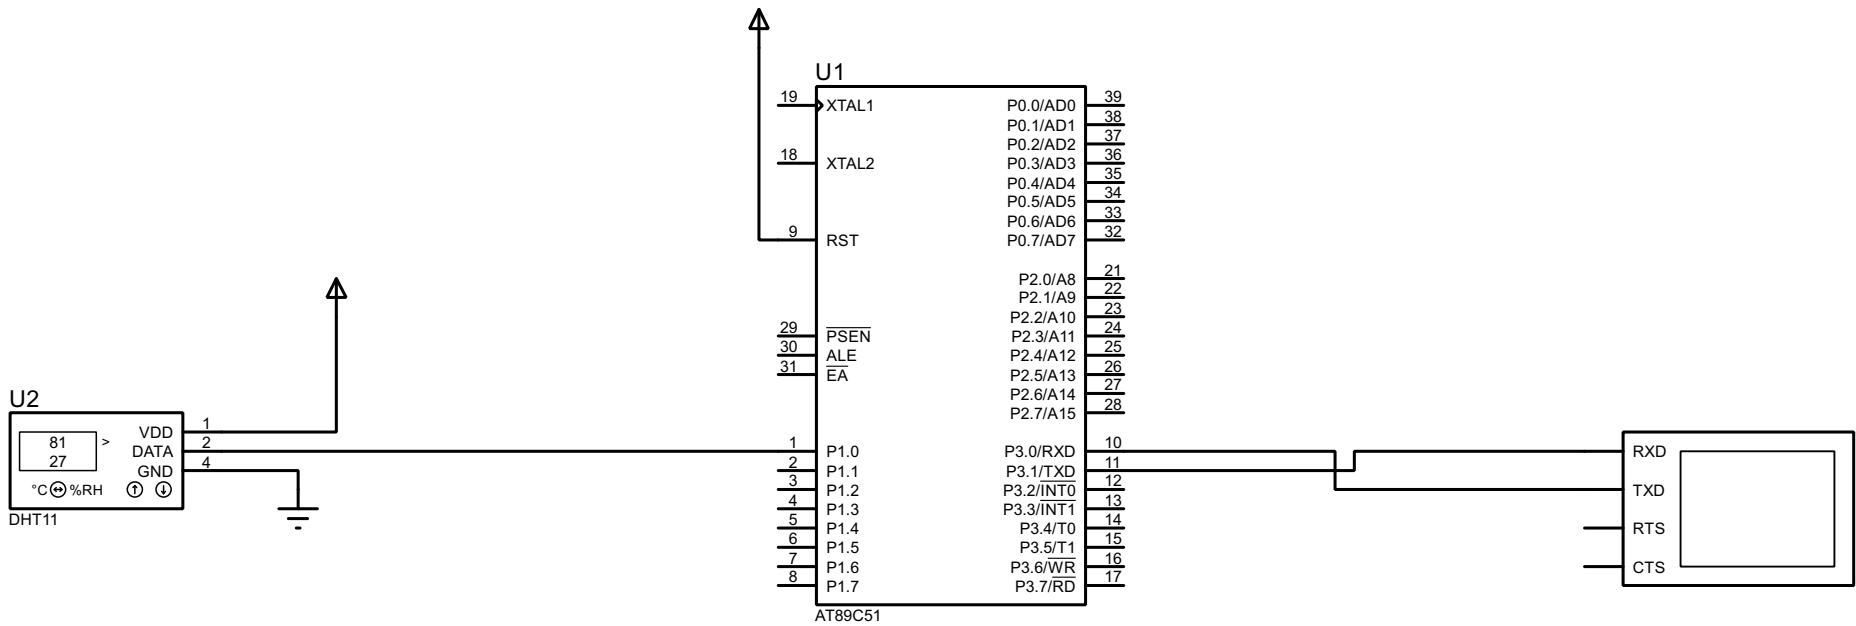 U1
19 XTAL1
18 XTAL2
9 RST
29 PSEN
30 ALE
31 EA
1 P1.0
2 P1.1
3 P1.2
4 P1.3
5 P1.4
6 P1.5
7 P1.6
8 P1.7
P0.0/AD0 39
P0.1/AD1 38
P0.2/AD2 37
P0.3/AD3 36
P0.4/AD4 35
P0.5/AD5 34
P0.6/AD6 33
P0.7/AD7 32
P2.0/A8 21
P2.1/A9 22
P2.2/A10 23
P2.3/A11 24
P2.4/A12 25
P2.5/A13 26
P2.6/A14 27
P2.7/A15 28
P3.0/RXD 10
P3.1/TXD 11
P3.2/INT0 12
P3.3/INT1 13
P3.4/T0 14
P3.5/T1 15
P3.6/WR 16
P3.7/RD 17
AT89C51
U2
81 >
27
°C %RH
VDD 1
DATA 2
GND 4
DHT11
RXD
TXD
RTS
CTS